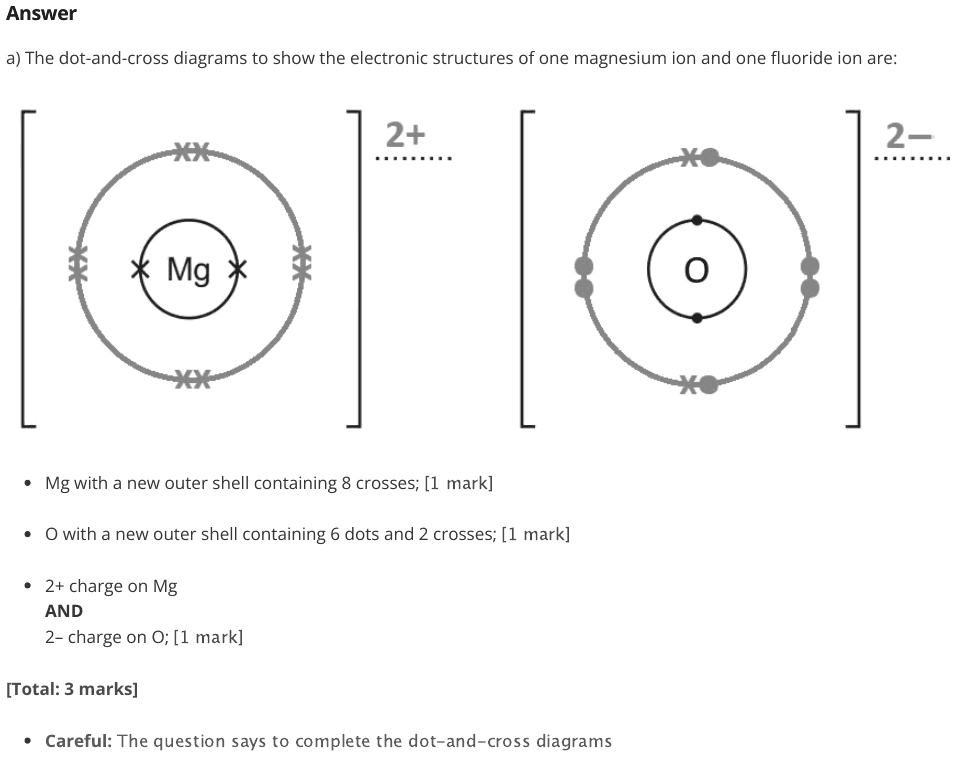 Answer
a) The dot-and-cross diagrams to show the electronic structures of one magnesium ion and one fluoride ion are:
2+
2–
Mg
O
• Mg with a new outer shell containing 8 crosses; [1 mark]
• O with a new outer shell containing 6 dots and 2 crosses; [1 mark]
• 2+ charge on Mg
AND
2– charge on O; [1 mark]
[Total: 3 marks]
• Careful: The question says to complete the dot-and-cross diagrams